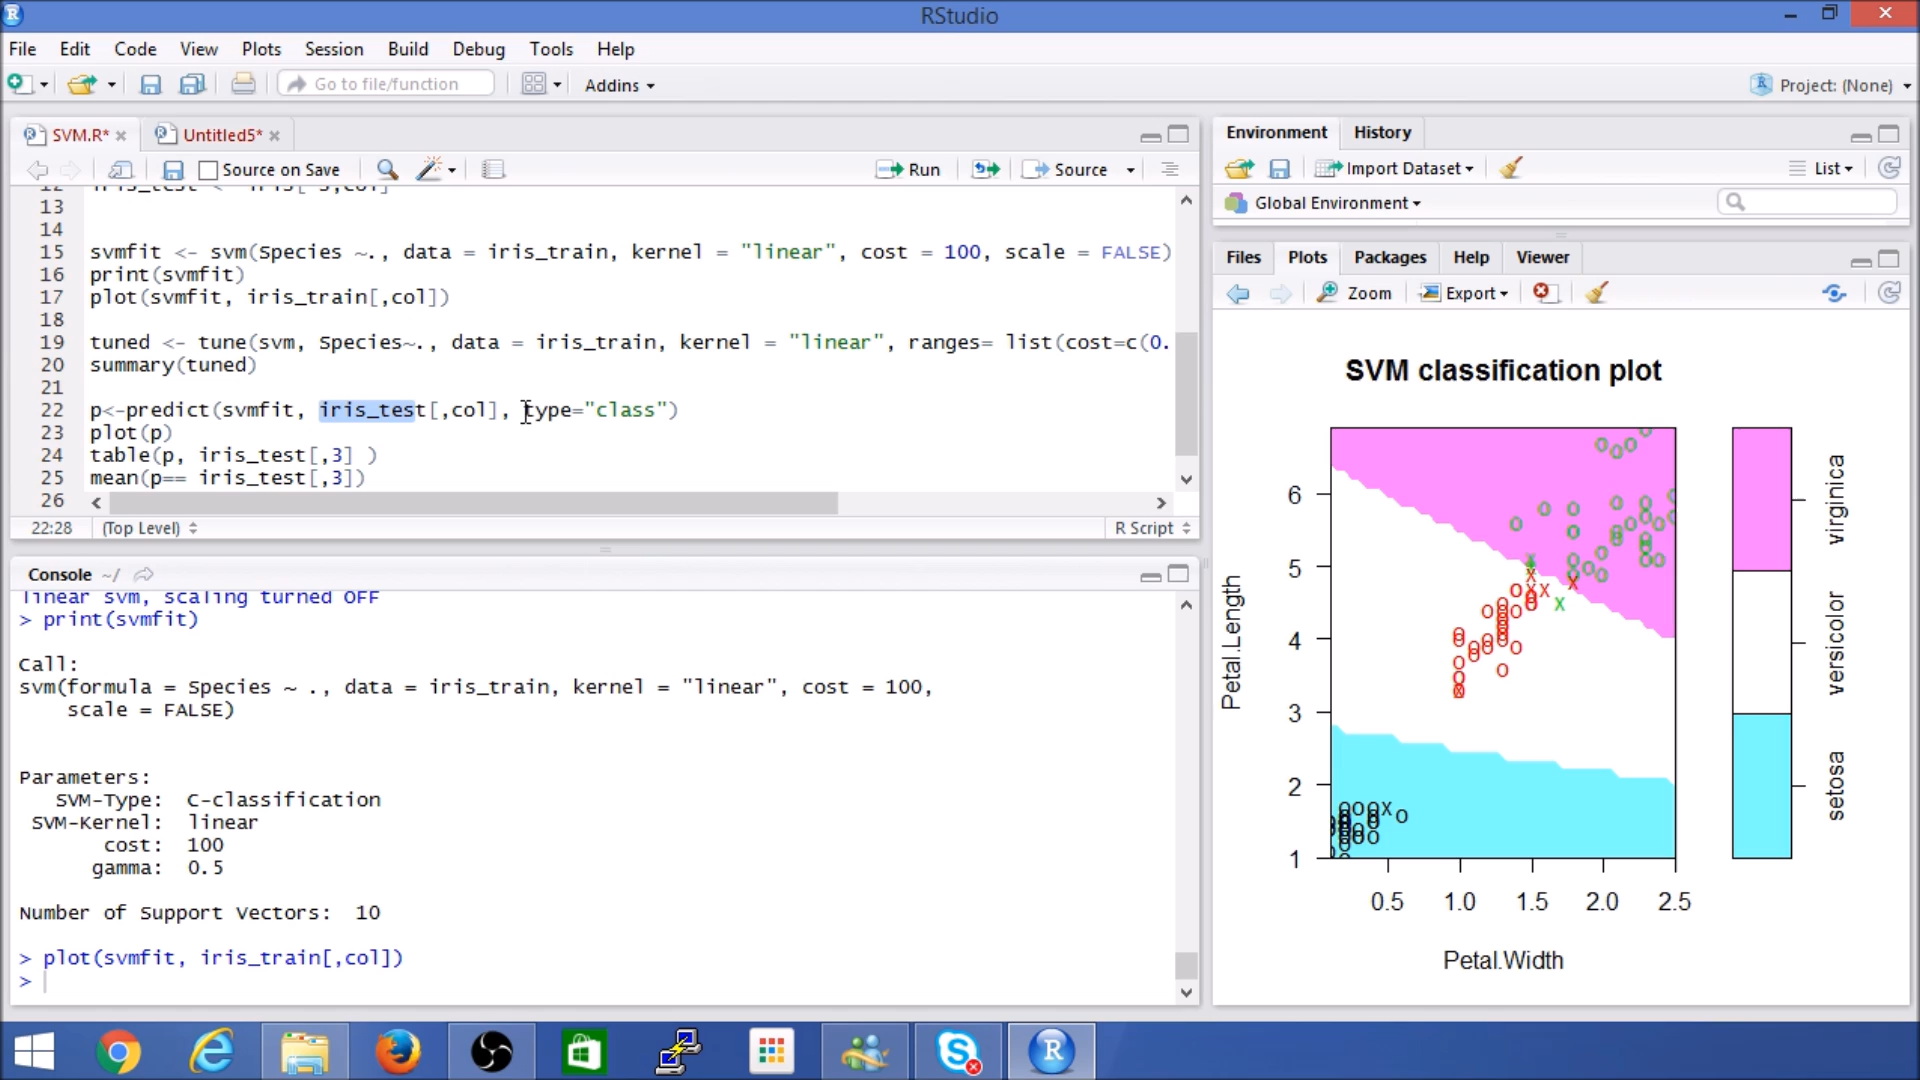 RStudio
File Edit Code View Plots Session Build Debug Tools Help
Go to file/function Addins Project: (None)
SVM.R* Untitled5*
Source on Save Run Source
12 iris_test <- iris[-s,col]
13
14
15 svmfit <- svm(Species ~., data = iris_train, kernel = "linear", cost = 100, scale = FALSE)
16 print(svmfit)
17 plot(svmfit, iris_train[,col])
18
19 tuned <- tune(svm, Species~., data = iris_train, kernel = "linear", ranges= list(cost=c(0.
20 summary(tuned)
21
22 p<-predict(svmfit, iris_test[,col], type="class")
23 plot(p)
24 table(p, iris_test[,3] )
25 mean(p== iris_test[,3])
26
22:28 (Top Level) R Script
Console ~/
linear svm, scaling turned OFF
> print(svmfit)
Call:
svm(formula = Species ~ ., data = iris_train, kernel = "linear", cost = 100,
scale = FALSE)
Parameters:
SVM-Type: C-classification
SVM-Kernel: linear
cost: 100
gamma: 0.5
Number of Support Vectors: 10
> plot(svmfit, iris_train[,col])
>
Environment History
Import Dataset List
Global Environment
Files Plots Packages Help Viewer
Zoom Export
SVM classification plot
6
5
4
3
2
1
Petal.Length
0.5 1.0 1.5 2.0 2.5
Petal.Width
virginica
versicolor
setosa